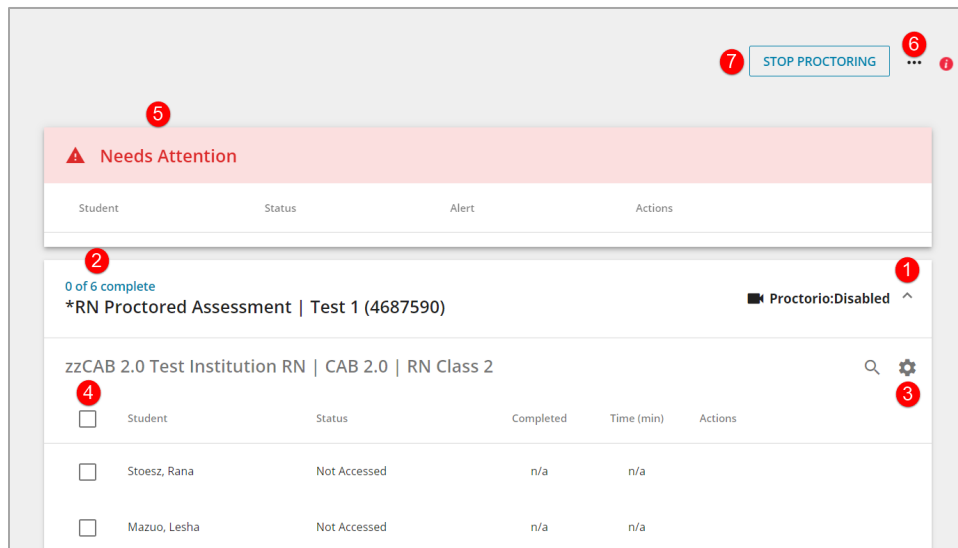 6
7 STOP PROCTORING ... i
5
Needs Attention
Student Status Alert Actions
2
1
0 of 6 complete
*RN Proctored Assessment | Test 1 (4687590)
Proctorio:Disabled
zzCAB 2.0 Test Institution RN | CAB 2.0 | RN Class 2
4
3
Student Status Completed Time (min) Actions
Stoesz, Rana Not Accessed n/a n/a
Mazuo, Lesha Not Accessed n/a n/a